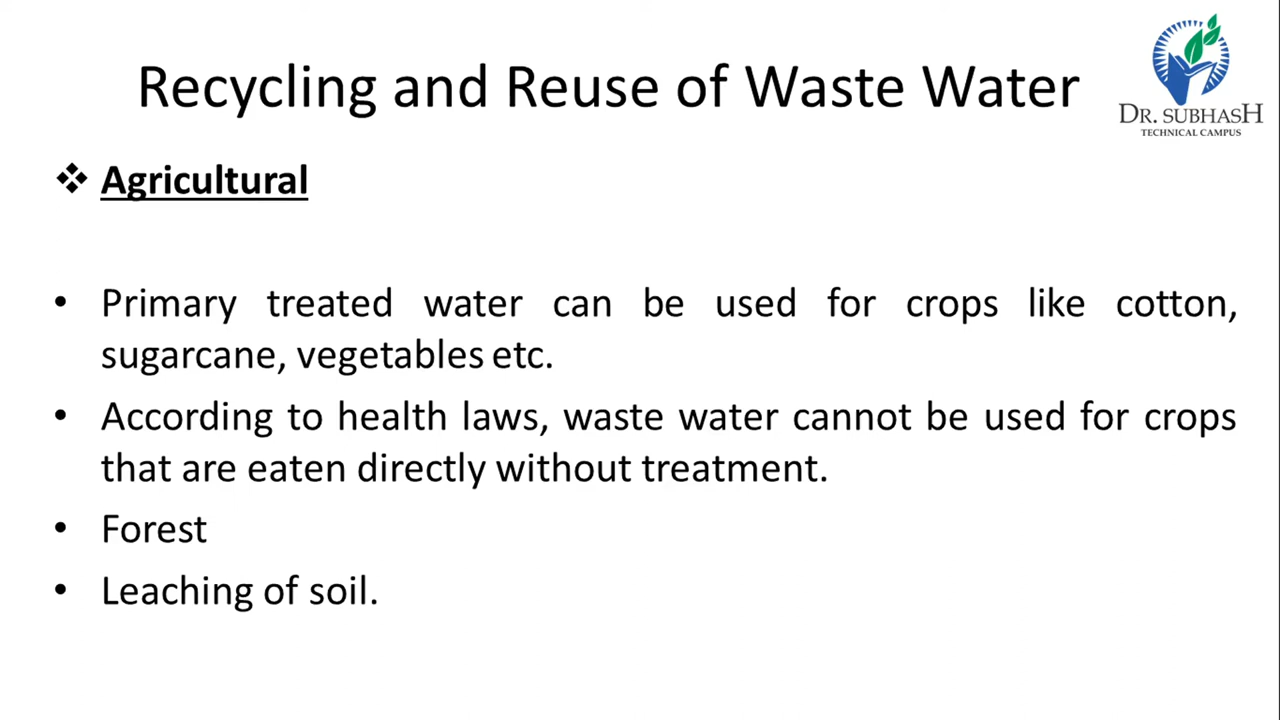 Recycling and Reuse of Waste Water
DR. SUBHASH
TECHNICAL CAMPUS
❖ Agricultural
• Primary treated water can be used for crops like cotton,
sugarcane, vegetables etc.
• According to health laws, waste water cannot be used for crops
that are eaten directly without treatment.
• Forest
• Leaching of soil.